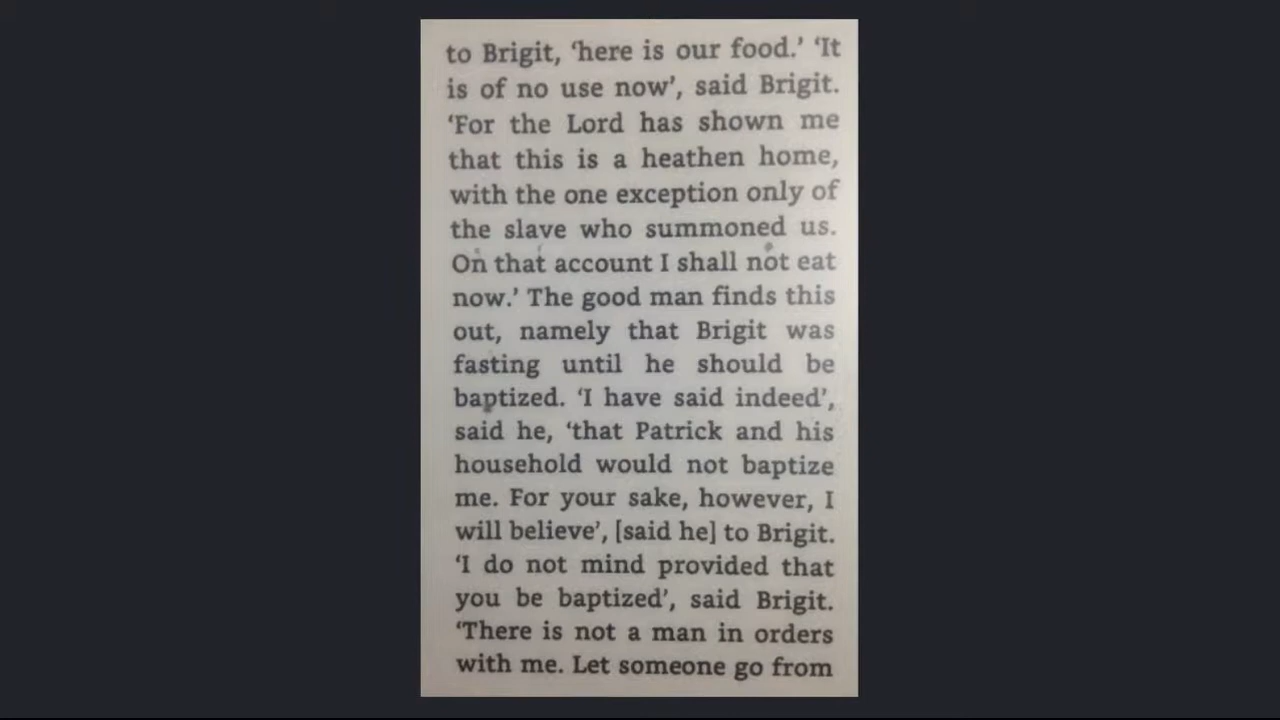 to Brigit, ‘here is our food.’ ‘It
is of no use now’, said Brigit.
‘For the Lord has shown me
that this is a heathen home,
with the one exception only of
the slave who summoned us.
On that account I shall not eat
now.’ The good man finds this
out, namely that Brigit was
fasting until he should be
baptized. ‘I have said indeed’,
said he, ‘that Patrick and his
household would not baptize
me. For your sake, however, I
will believe’, [said he] to Brigit.
‘I do not mind provided that
you be baptized’, said Brigit.
‘There is not a man in orders
with me. Let someone go from